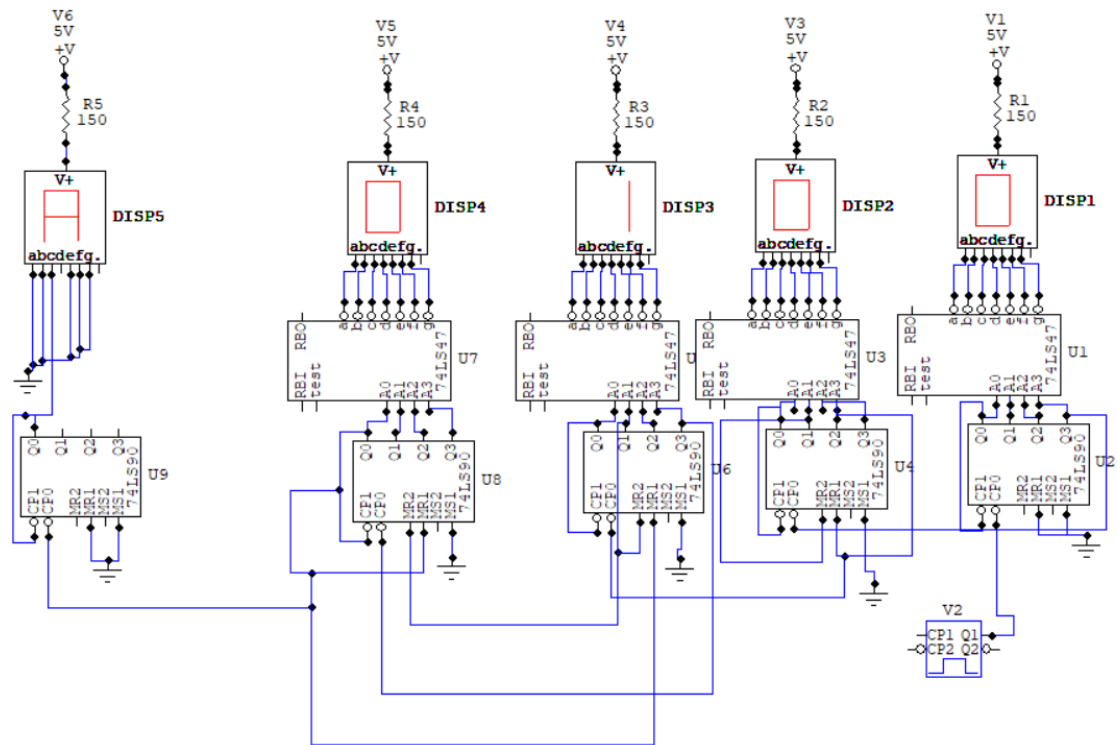 V6
5V
+V
V5
5V
+V
V4
5V
+V
V3
5V
+V
V1
5V
+V
R5
150
R4
150
R3
150
R2
150
R1
150
V+
DISP5
abcdefg.
V+
DISP4
abcdefg.
V+
DISP3
abcdefg.
V+
DISP2
abcdefg.
V+
DISP1
abcdefg.
a b c d e f g
RBO
RBI
test
74LS47
A0 A1 A2 A3
U7
a b c d e f g
RBO
RBI
test
74LS47
A0 A1 A2 A3
U
a b c d e f g
RBO
RBI
test
74LS47
A0 A1 A2 A3
U3
a b c d e f g
RBO
RBI
test
74LS47
A0 A1 A2 A3
U1
Q0 Q1 Q2 Q3
CP1 CP0 MR2 MR1 MS2 MS1
74LS90
U9
Q0 Q1 Q2 Q3
CP1 CP0 MR2 MR1 MS2 MS1
74LS90
U8
Q0 Q1 Q2 Q3
CP1 CP0 MR2 MR1 MS2 MS1
74LS90
U6
Q0 Q1 Q2 Q3
CP1 CP0 MR2 MR1 MS2 MS1
74LS90
U4
Q0 Q1 Q2 Q3
CP1 CP0 MR2 MR1 MS2 MS1
74LS90
U2
V2
CP1 Q1
CP2 Q2